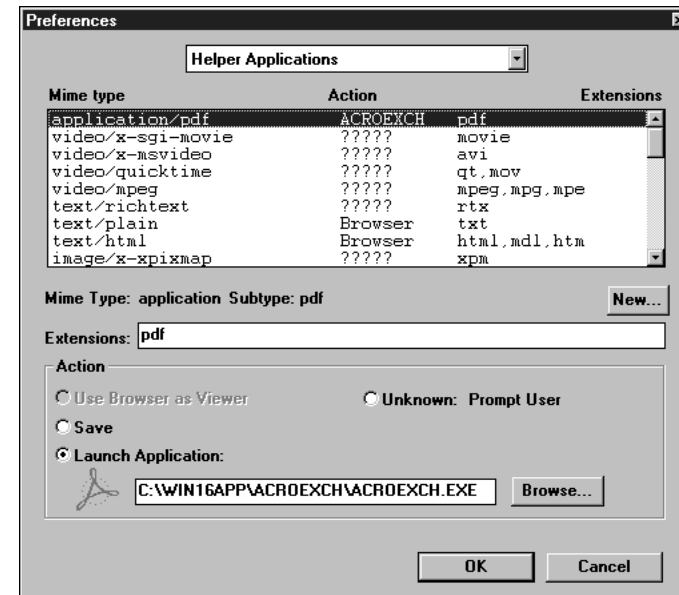 Preferences
Helper Applications
Mime type Action Extensions
application/pdf ACROEXCH pdf
video/x-sgi-movie ????? movie
video/x-msvideo ????? avi
video/quicktime ????? qt,mov
video/mpeg ????? mpeg,mpg,mpe
text/richtext ????? rtx
text/plain Browser txt
text/html Browser html,mdl,htm
image/x-xpixmap ????? xpm
Mime Type: application Subtype: pdf New...
Extensions: pdf
Action
Use Browser as Viewer Unknown: Prompt User
Save
Launch Application:
C:\WIN16APP\ACROEXCH\ACROEXCH.EXE Browse...
OK Cancel